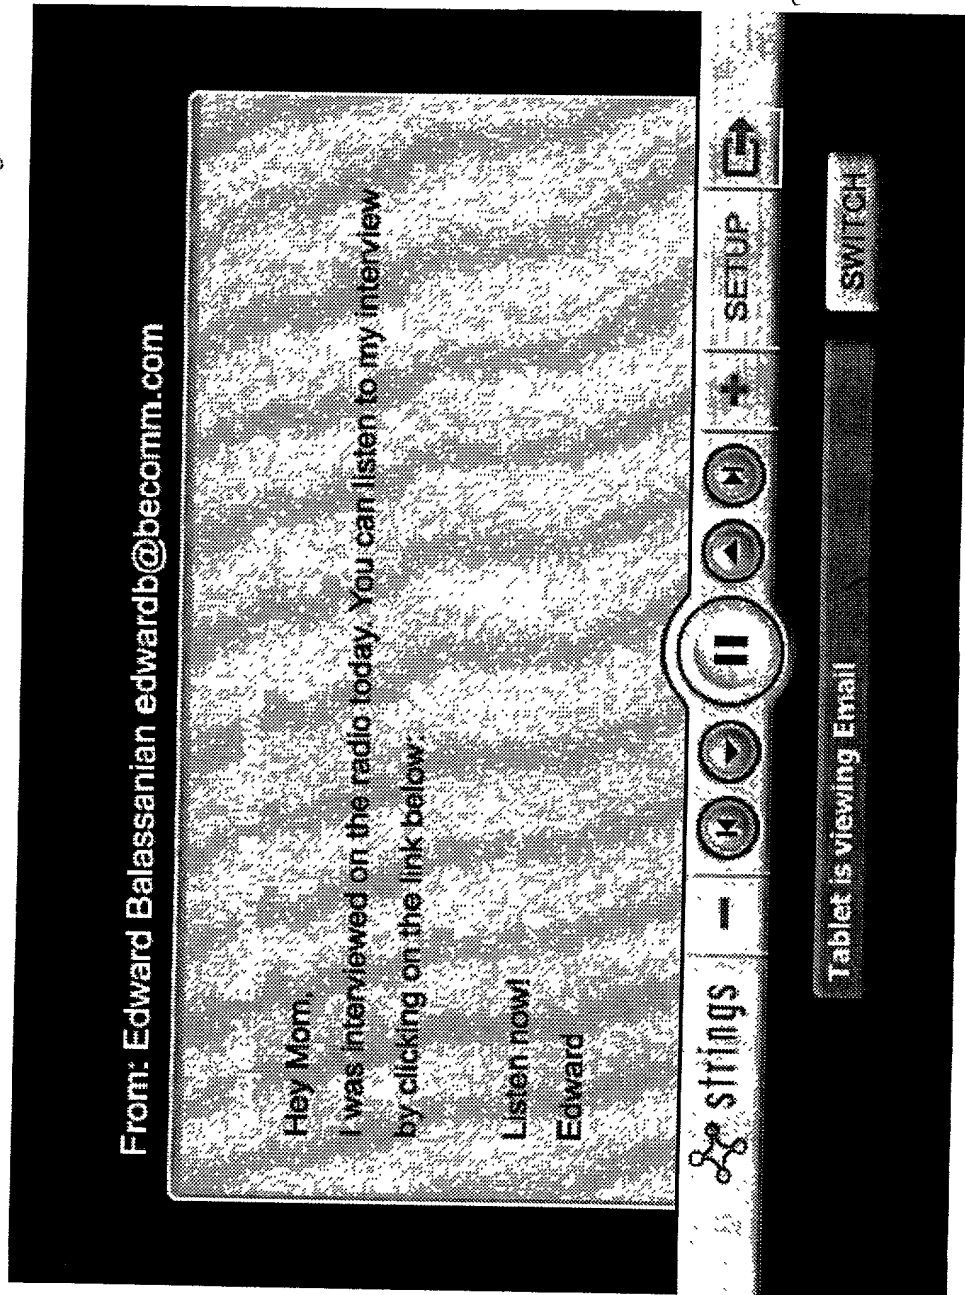 From: Edward Balassanian edwardb@becomm.com
Hey Mom,
I was interviewed on the radio today. You can listen to my interview
by clicking on the link below:
Listen now!
Edward
strings
SETUP
Tablet is viewing Email
SWITCH